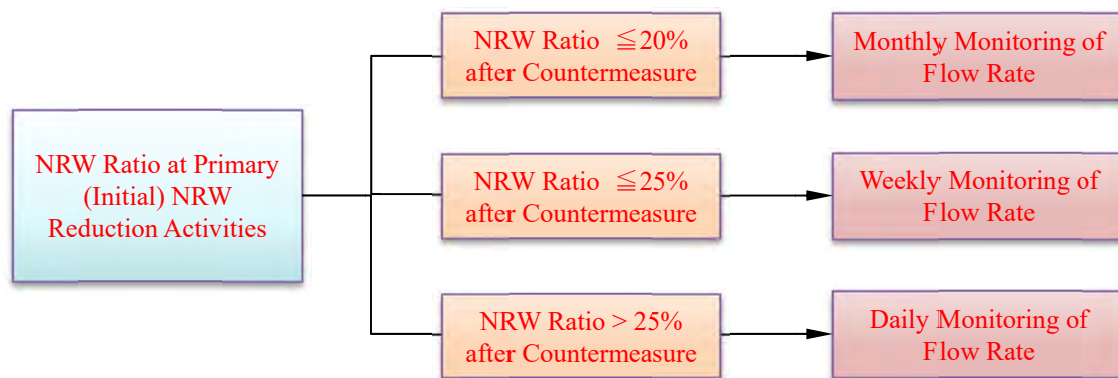 NRW Ratio at Primary
(Initial) NRW
Reduction Activities
NRW Ratio ≦20%
after Countermeasure
Monthly Monitoring of
Flow Rate
NRW Ratio ≦25%
after Countermeasure
Weekly Monitoring of
Flow Rate
NRW Ratio > 25%
after Countermeasure
Daily Monitoring of
Flow Rate